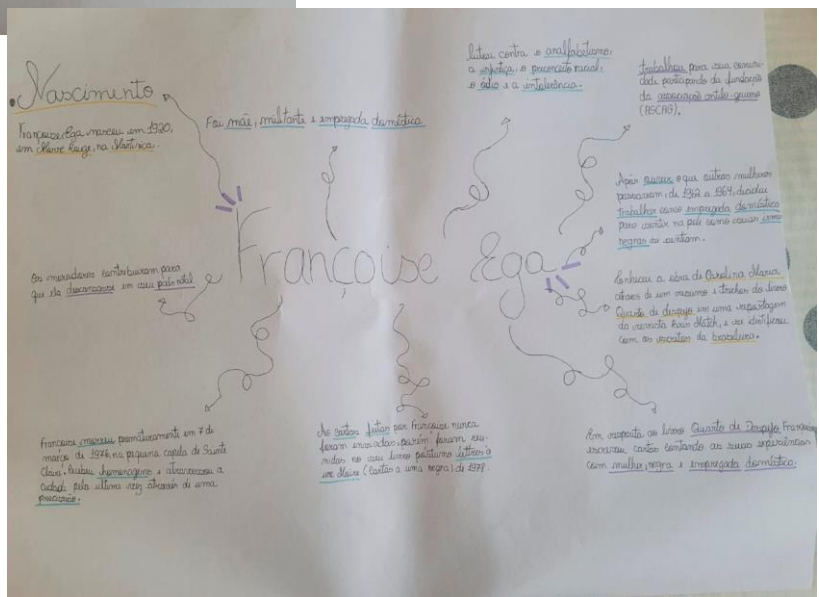 Nascimento
Françoise Ega nasceu em 1920,
em Morne Rouge, na Martinica.
Foi mãe, militante e empregada doméstica
lutou contra o analfabetismo,
a injustiça, o preconceito racial,
o ódio e a intolerância.
trabalhou para sua comuni-
dade participando da fundação
da associação antilo-guiana
(ASCAG).
Françoise Ega
Após ouvir o que outras mulheres
passavam, de 1962 a 1964, decidiu
trabalhar como empregada doméstica
para sentir na pele como suas irmãs
negras se sentiam.
Os moradores contribuíram para
que ela descansasse em seu país natal
Conheceu a obra de Carolina Maria
através de um resumo e trechos do livro
Quarto de despejo em uma reportagem
da revista Paris Match, e se identificou
com os escritos da brasileira.
Françoise morreu prematuramente em 7 de
março de 1976, na pequena capela de Sainte
Claire. Recebeu homenagens e atravessou a
cidade pela última vez através de uma
procissão.
As cartas feitas por Françoise nunca
foram enviadas, porém foram reu-
nidas no seu livro póstumo Lettres à
une Noire (Cartas a uma negra) de 1978.
Em resposta ao livro Quarto de Despejo, Françoise
escreveu cartas contando as suas experiências
com mulher, negra e empregada doméstica.